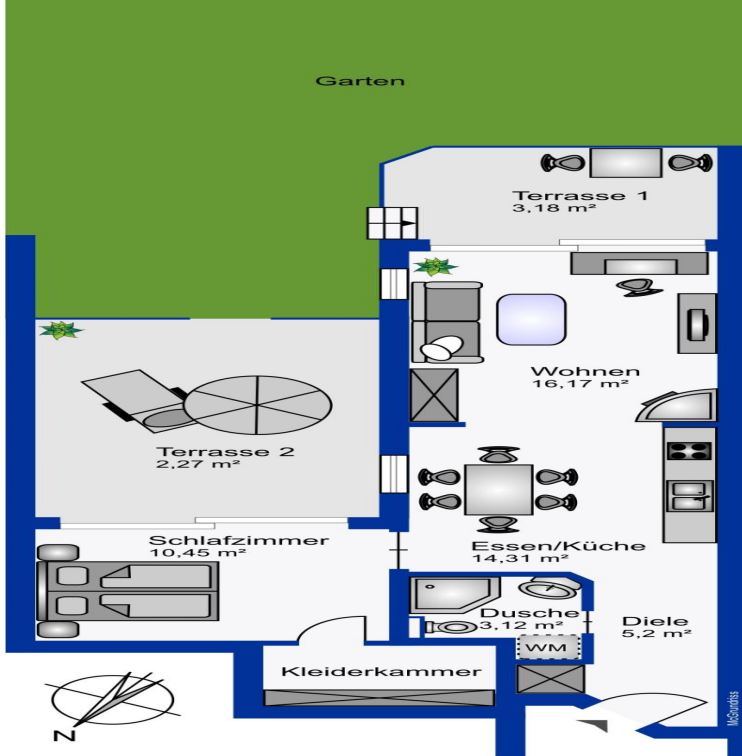 Garten
Terrasse 1
3,18 m²
Wohnen
16,17 m²
Terrasse 2
2,27 m²
Schlafzimmer
10,45 m²
Essen/Küche
14,31 m²
Dusche
3,12 m²
Diele
5,2 m²
WM
Kleiderkammer
N
McGrundriss